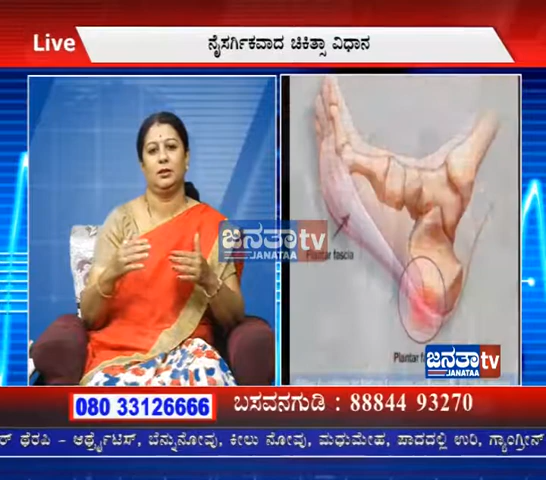 Live
ನೈಸರ್ಗಿಕವಾದ ಚಿಕಿತ್ಸಾ ವಿಧಾನ
ಜನತಾ tv
JANATAA
Plantar fascia
Plantar
ಜನತಾ tv
JANATAA
080 33126666
ಬಸವನಗುಡಿ : 88844 93270
ರ್ ಥೆರಪಿ - ಆರ್ಥ್ರೈಟಿಸ್, ಬೆನ್ನುನೋವು, ಕೀಲು ನೋವು, ಮಧುಮೇಹ, ಪಾದದಲ್ಲಿ ಉರಿ, ಗ್ಯಾಂಗ್ರೀನ್